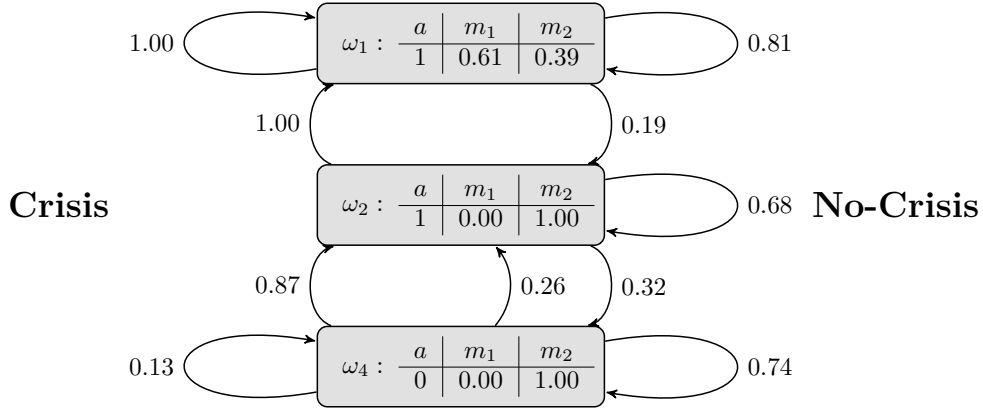 a m₁ m₂
1.00 ω₁ : 0.81
1 0.61 0.39
1.00 0.19
a m₁ m₂
Crisis ω₂ : 0.68 No-Crisis
1 0.00 1.00
0.87 0.26 0.32
a m₁ m₂
0.13 ω₄ : 0.74
0 0.00 1.00